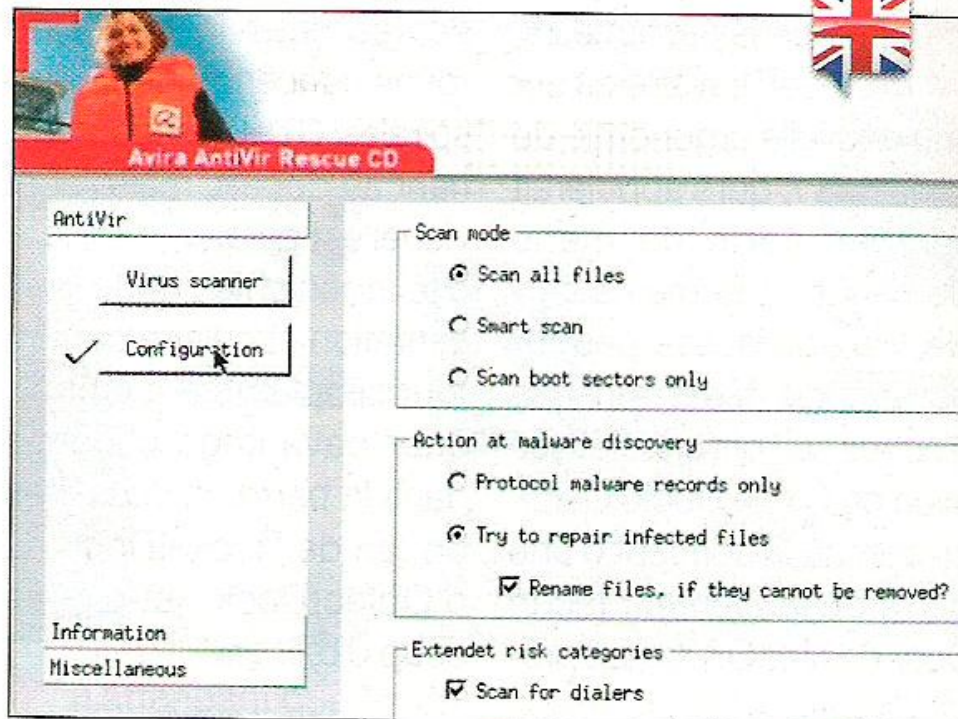 Avira AntiVir Rescue CD
AntiVir
Virus scanner
Configuration
Information
Miscellaneous
Scan mode
Scan all files
Smart scan
Scan boot sectors only
Action at malware discovery
Protocol malware records only
Try to repair infected files
Rename files, if they cannot be removed?
Extendet risk categories
Scan for dialers